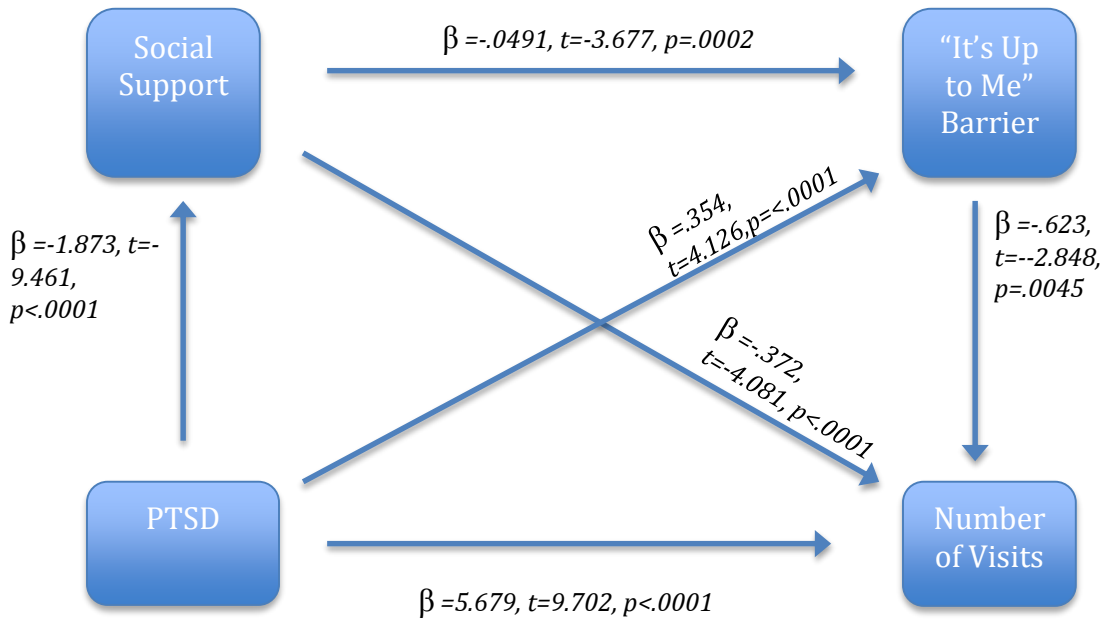 Social
Support
β =-.0491, t=-3.677, p=.0002
“It’s Up
to Me”
Barrier
β =.354,
t=4.126,p=<.0001
β =-1.873, t=-
9.461,
p<.0001
β =-.623,
t=--2.848,
p=.0045
β =-.372,
t=-4.081, p<.0001
PTSD
Number
of Visits
β =5.679, t=9.702, p<.0001